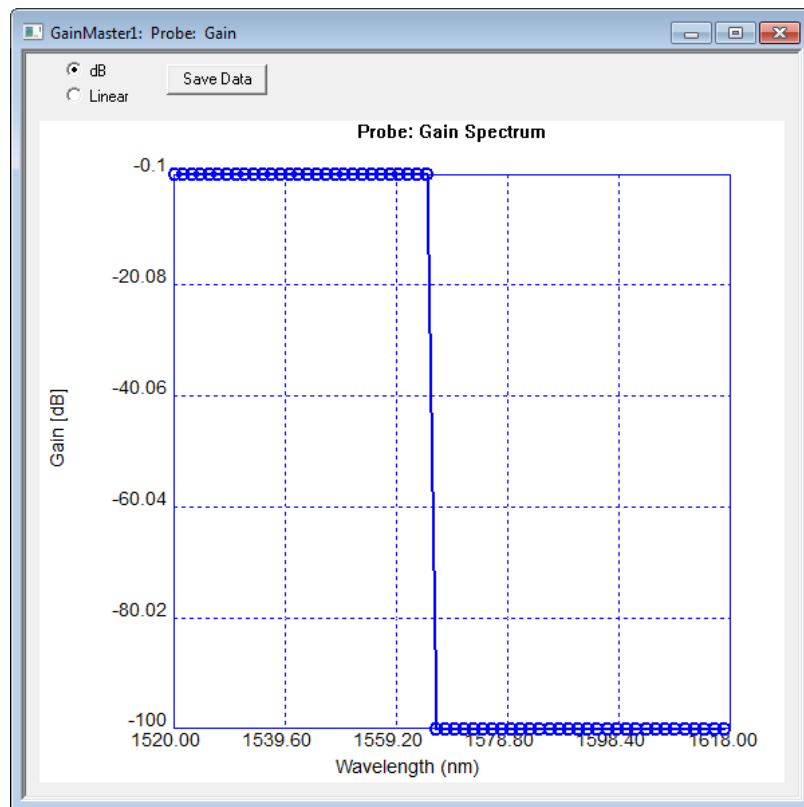 GainMaster1: Probe: Gain
dB
Save Data
Linear
Probe: Gain Spectrum
-0.1
-20.08
-40.06
-60.04
-80.02
-100
Gain [dB]
1520.00 1539.60 1559.20 1578.80 1598.40 1618.00
Wavelength (nm)